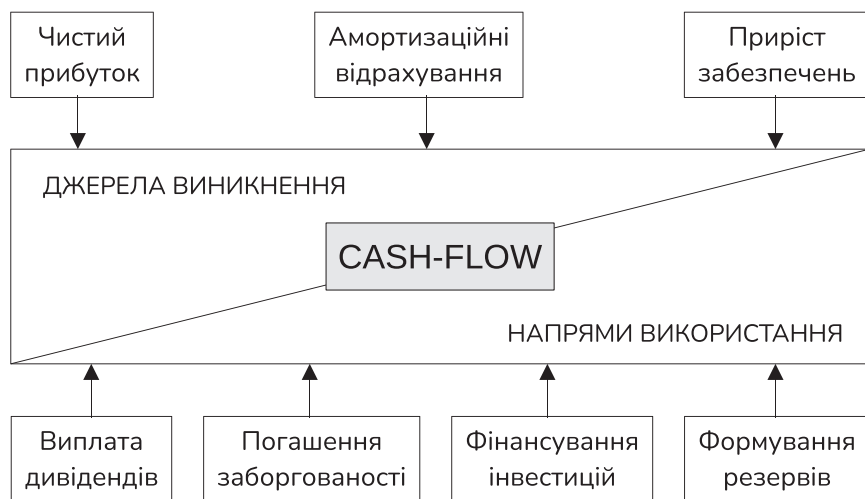 Чистий
прибуток
Амортизаційні
відрахування
Приріст
забезпечень
ДЖЕРЕЛА ВИНИКНЕННЯ
CASH-FLOW
НАПРЯМИ ВИКОРИСТАННЯ
Виплата
дивідендів
Погашення
заборгованості
Фінансування
інвестицій
Формування
резервів